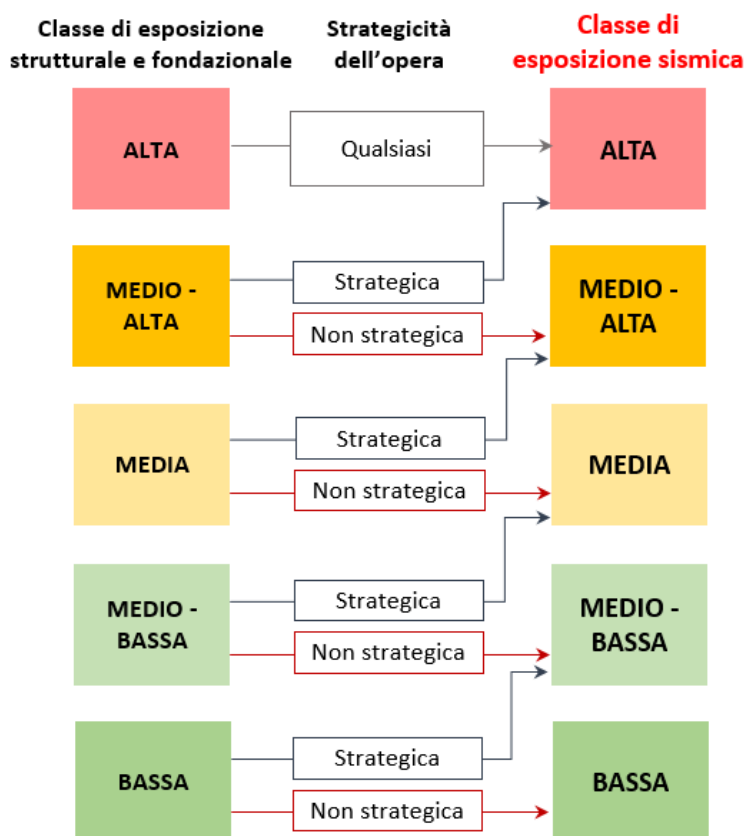 Classe di esposizione
strutturale e fondazionale
Strategicità
dell'opera
Classe di
esposizione sismica
ALTA
Qualsiasi
ALTA
MEDIO -
ALTA
Strategica
Non strategica
MEDIO -
ALTA
MEDIA
Strategica
Non strategica
MEDIA
MEDIO -
BASSA
Strategica
Non strategica
MEDIO -
BASSA
BASSA
Strategica
Non strategica
BASSA